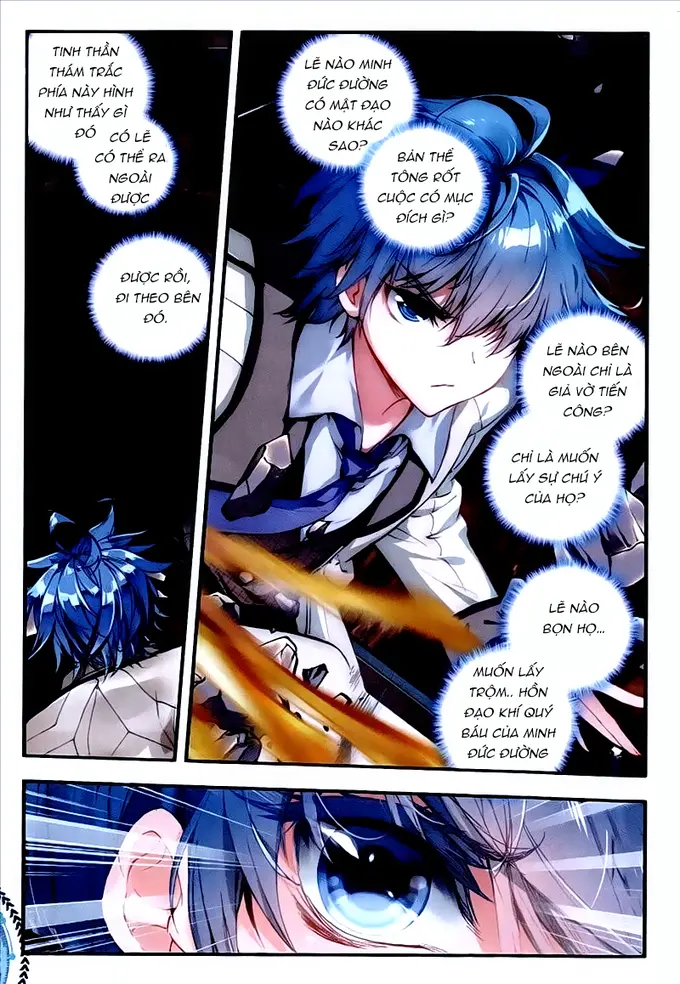 TINH THẦN
THÁM TRẮC
PHÍA NÀY HÌNH
NHƯ THẤY GÌ
ĐÓ
CÓ LẼ
CÓ THỂ RA
NGOÀI
ĐƯỢC
ĐƯỢC RỒI,
ĐI THEO BÊN
ĐÓ.
LẼ NÀO MINH
ĐỨC ĐƯỜNG
CÓ MẬT ĐẠO
NÀO KHÁC
SAO?
BẢN THỂ
TÔNG RỐT
CUỘC CÓ MỤC
ĐÍCH GÌ?
LẼ NÀO BÊN
NGOÀI CHỈ LÀ
GIẢ VỜ TIẾN
CÔNG?
CHỈ LÀ MUỐN
LẤY SỰ CHÚ Ý
CỦA HỌ?
LẼ NÀO
BỌN HỌ...
MUỐN LẤY
TRỘM.. HỒN
ĐẠO KHÍ QUÝ
BÁU CỦA MINH
ĐỨC ĐƯỜNG